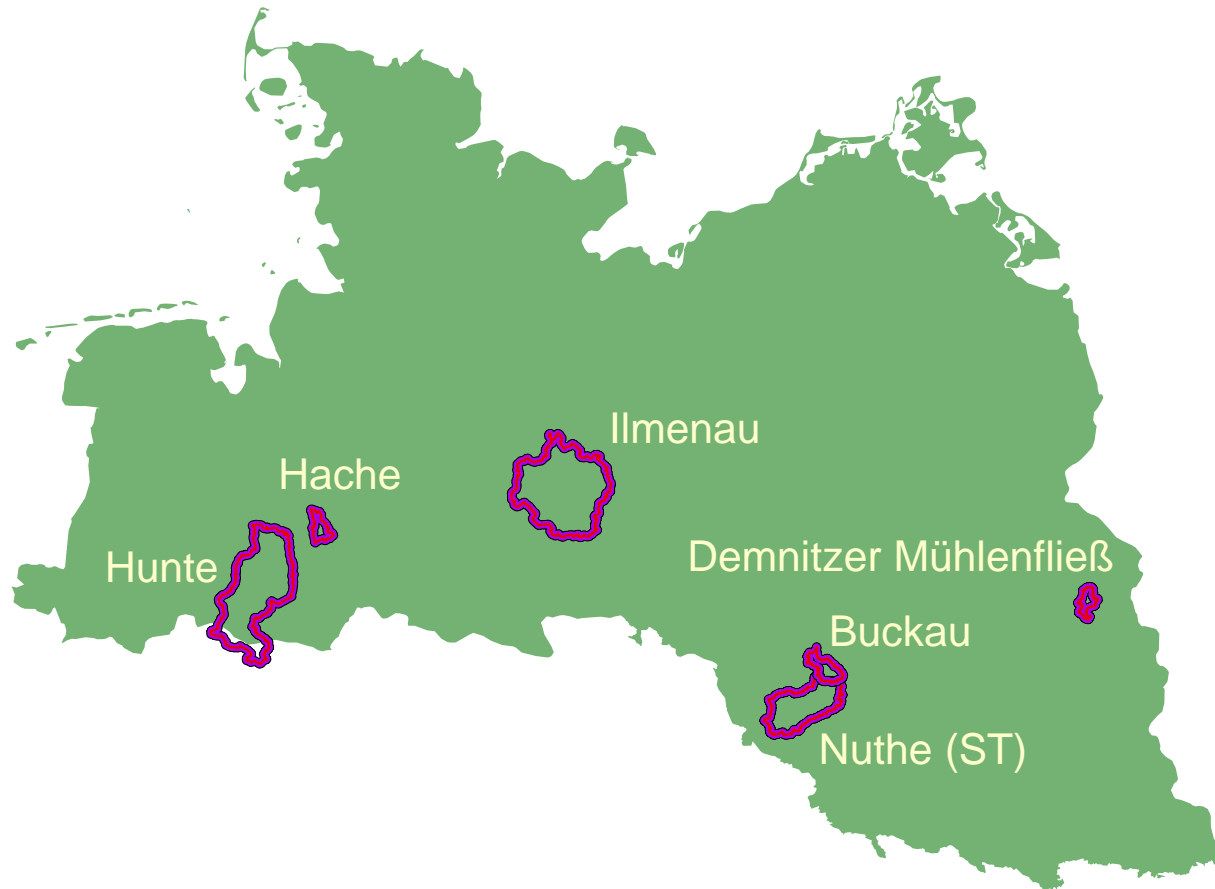 Ilmenau
Hache
Demnitzer Mühlenfließ
Hunte
Buckau
Nuthe (ST)